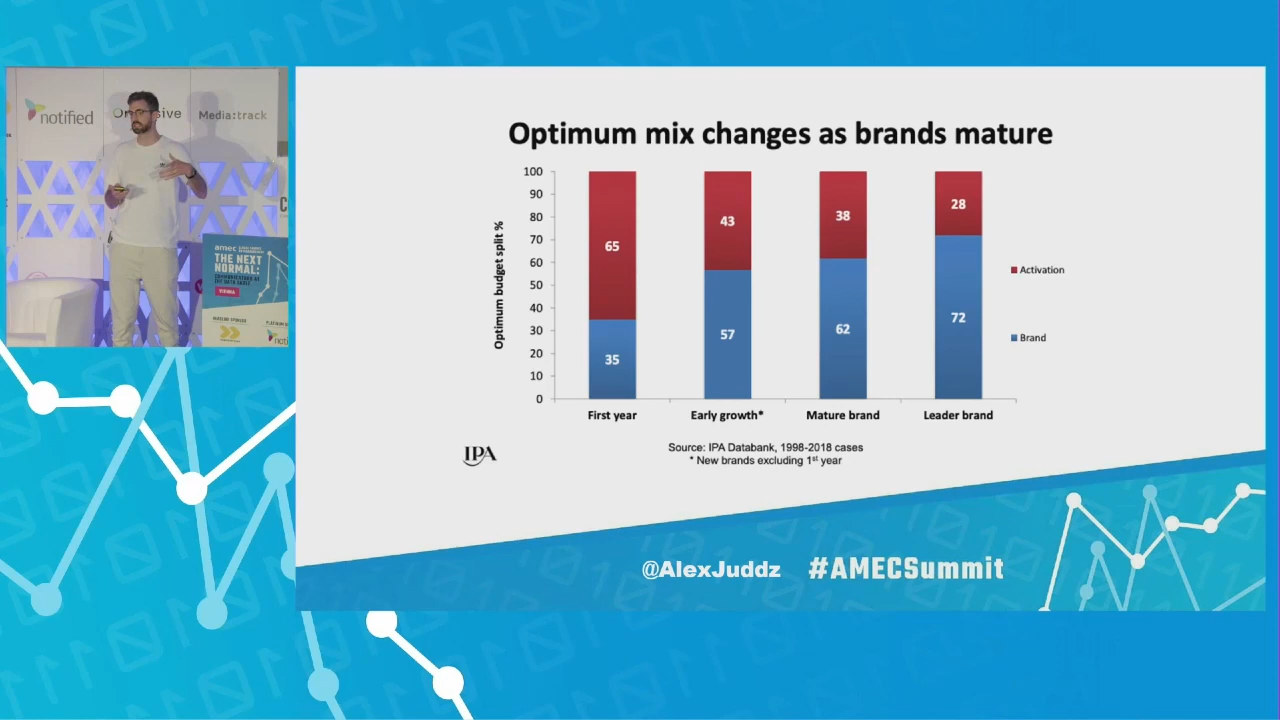 notified
Media:track
amec
THE NEXT
NORMAL:
VIENNA
Optimum mix changes as brands mature
Optimum budget split %
100
90
80
70
60
50
40
30
20
10
0
65
35
43
57
38
62
28
72
Activation
Brand
First year
Early growth*
Mature brand
Leader brand
IPA
Source: IPA Databank, 1998-2018 cases
* New brands excluding 1st year
@AlexJuddz #AMECSummit